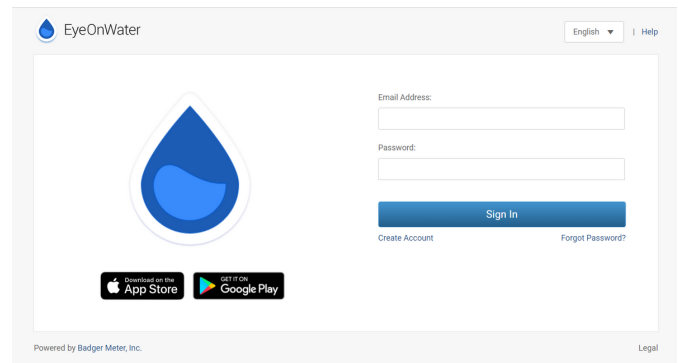 EyeOnWater
English | Help
Email Address:
Password:
Sign In
Create Account Forgot Password?
Download on the
App Store
GET IT ON
Google Play
Powered by Badger Meter, Inc. Legal